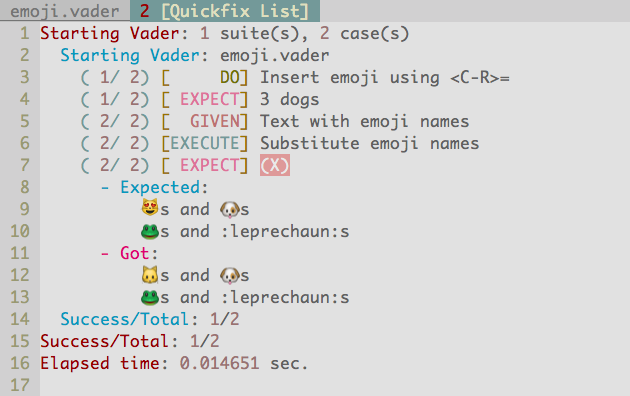 emoji.vader 2 [Quickfix List]
1 Starting Vader: 1 suite(s), 2 case(s)
2   Starting Vader: emoji.vader
3     ( 1/ 2) [     DO] Insert emoji using <C-R>=
4     ( 1/ 2) [ EXPECT] 3 dogs
5     ( 2/ 2) [  GIVEN] Text with emoji names
6     ( 2/ 2) [EXECUTE] Substitute emoji names
7     ( 2/ 2) [ EXPECT] (X)
8       - Expected:
9           😻s and 🐶s
10           🐸s and :leprechaun:s
11       - Got:
12           🐱s and 🐶s
13           🐸s and :leprechaun:s
14   Success/Total: 1/2
15 Success/Total: 1/2
16 Elapsed time: 0.014651 sec.
17